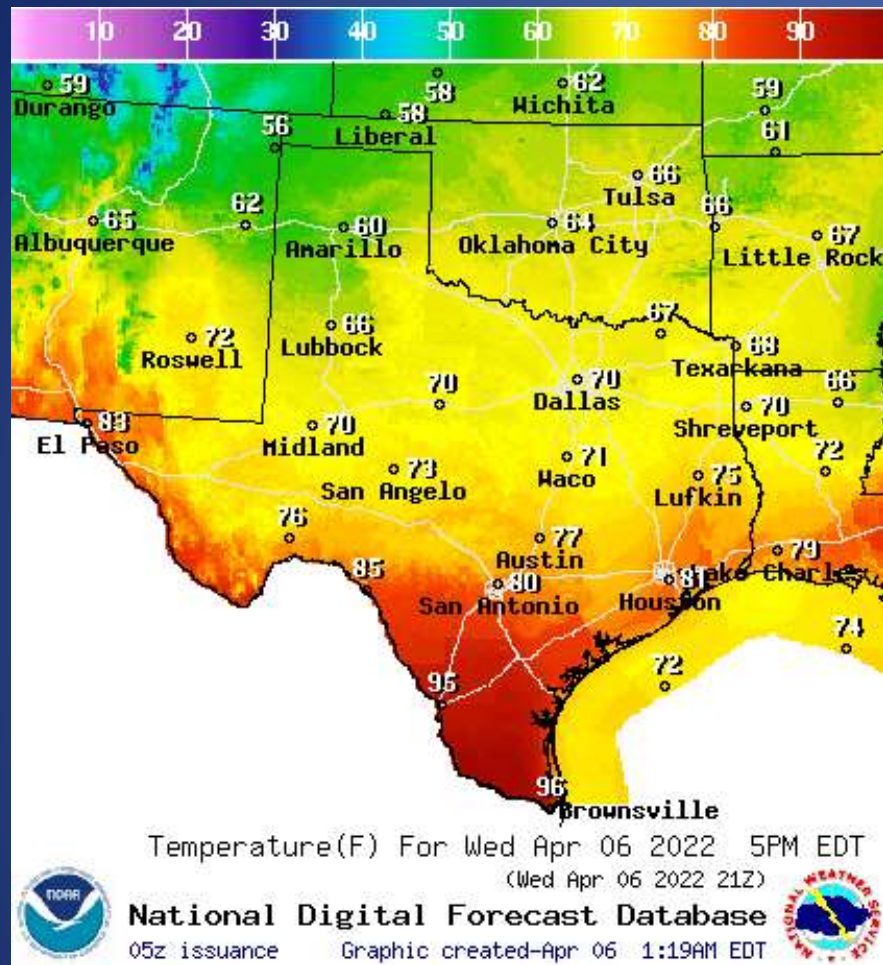 10 20 30 40 50 60 70 80 90
59
Durango
58
62
Wichita
59
58
Liberal
56
61
66
Tulsa
65
Albuquerque
62
60
Amarillo
64
Oklahoma City
66
67
Little Rock
72
Roswell
66
Lubbock
67
68
Texarkana
70
70
Dallas
66
70
Shreveport
83
El Paso
70
Midland
73
San Angelo
71
Waco
75
Lufkin
72
76
77
Austin
79
Lake Charles
85
80
San Antonio
81
Houston
74
72
95
96
Brownsville
Temperature(F) For Wed Apr 06 2022 5PM EDT
(Wed Apr 06 2022 21Z)
NOAA
National Digital Forecast Database
NATIONAL WEATHER SERVICE
05z issuance Graphic created-Apr 06 1:19AM EDT